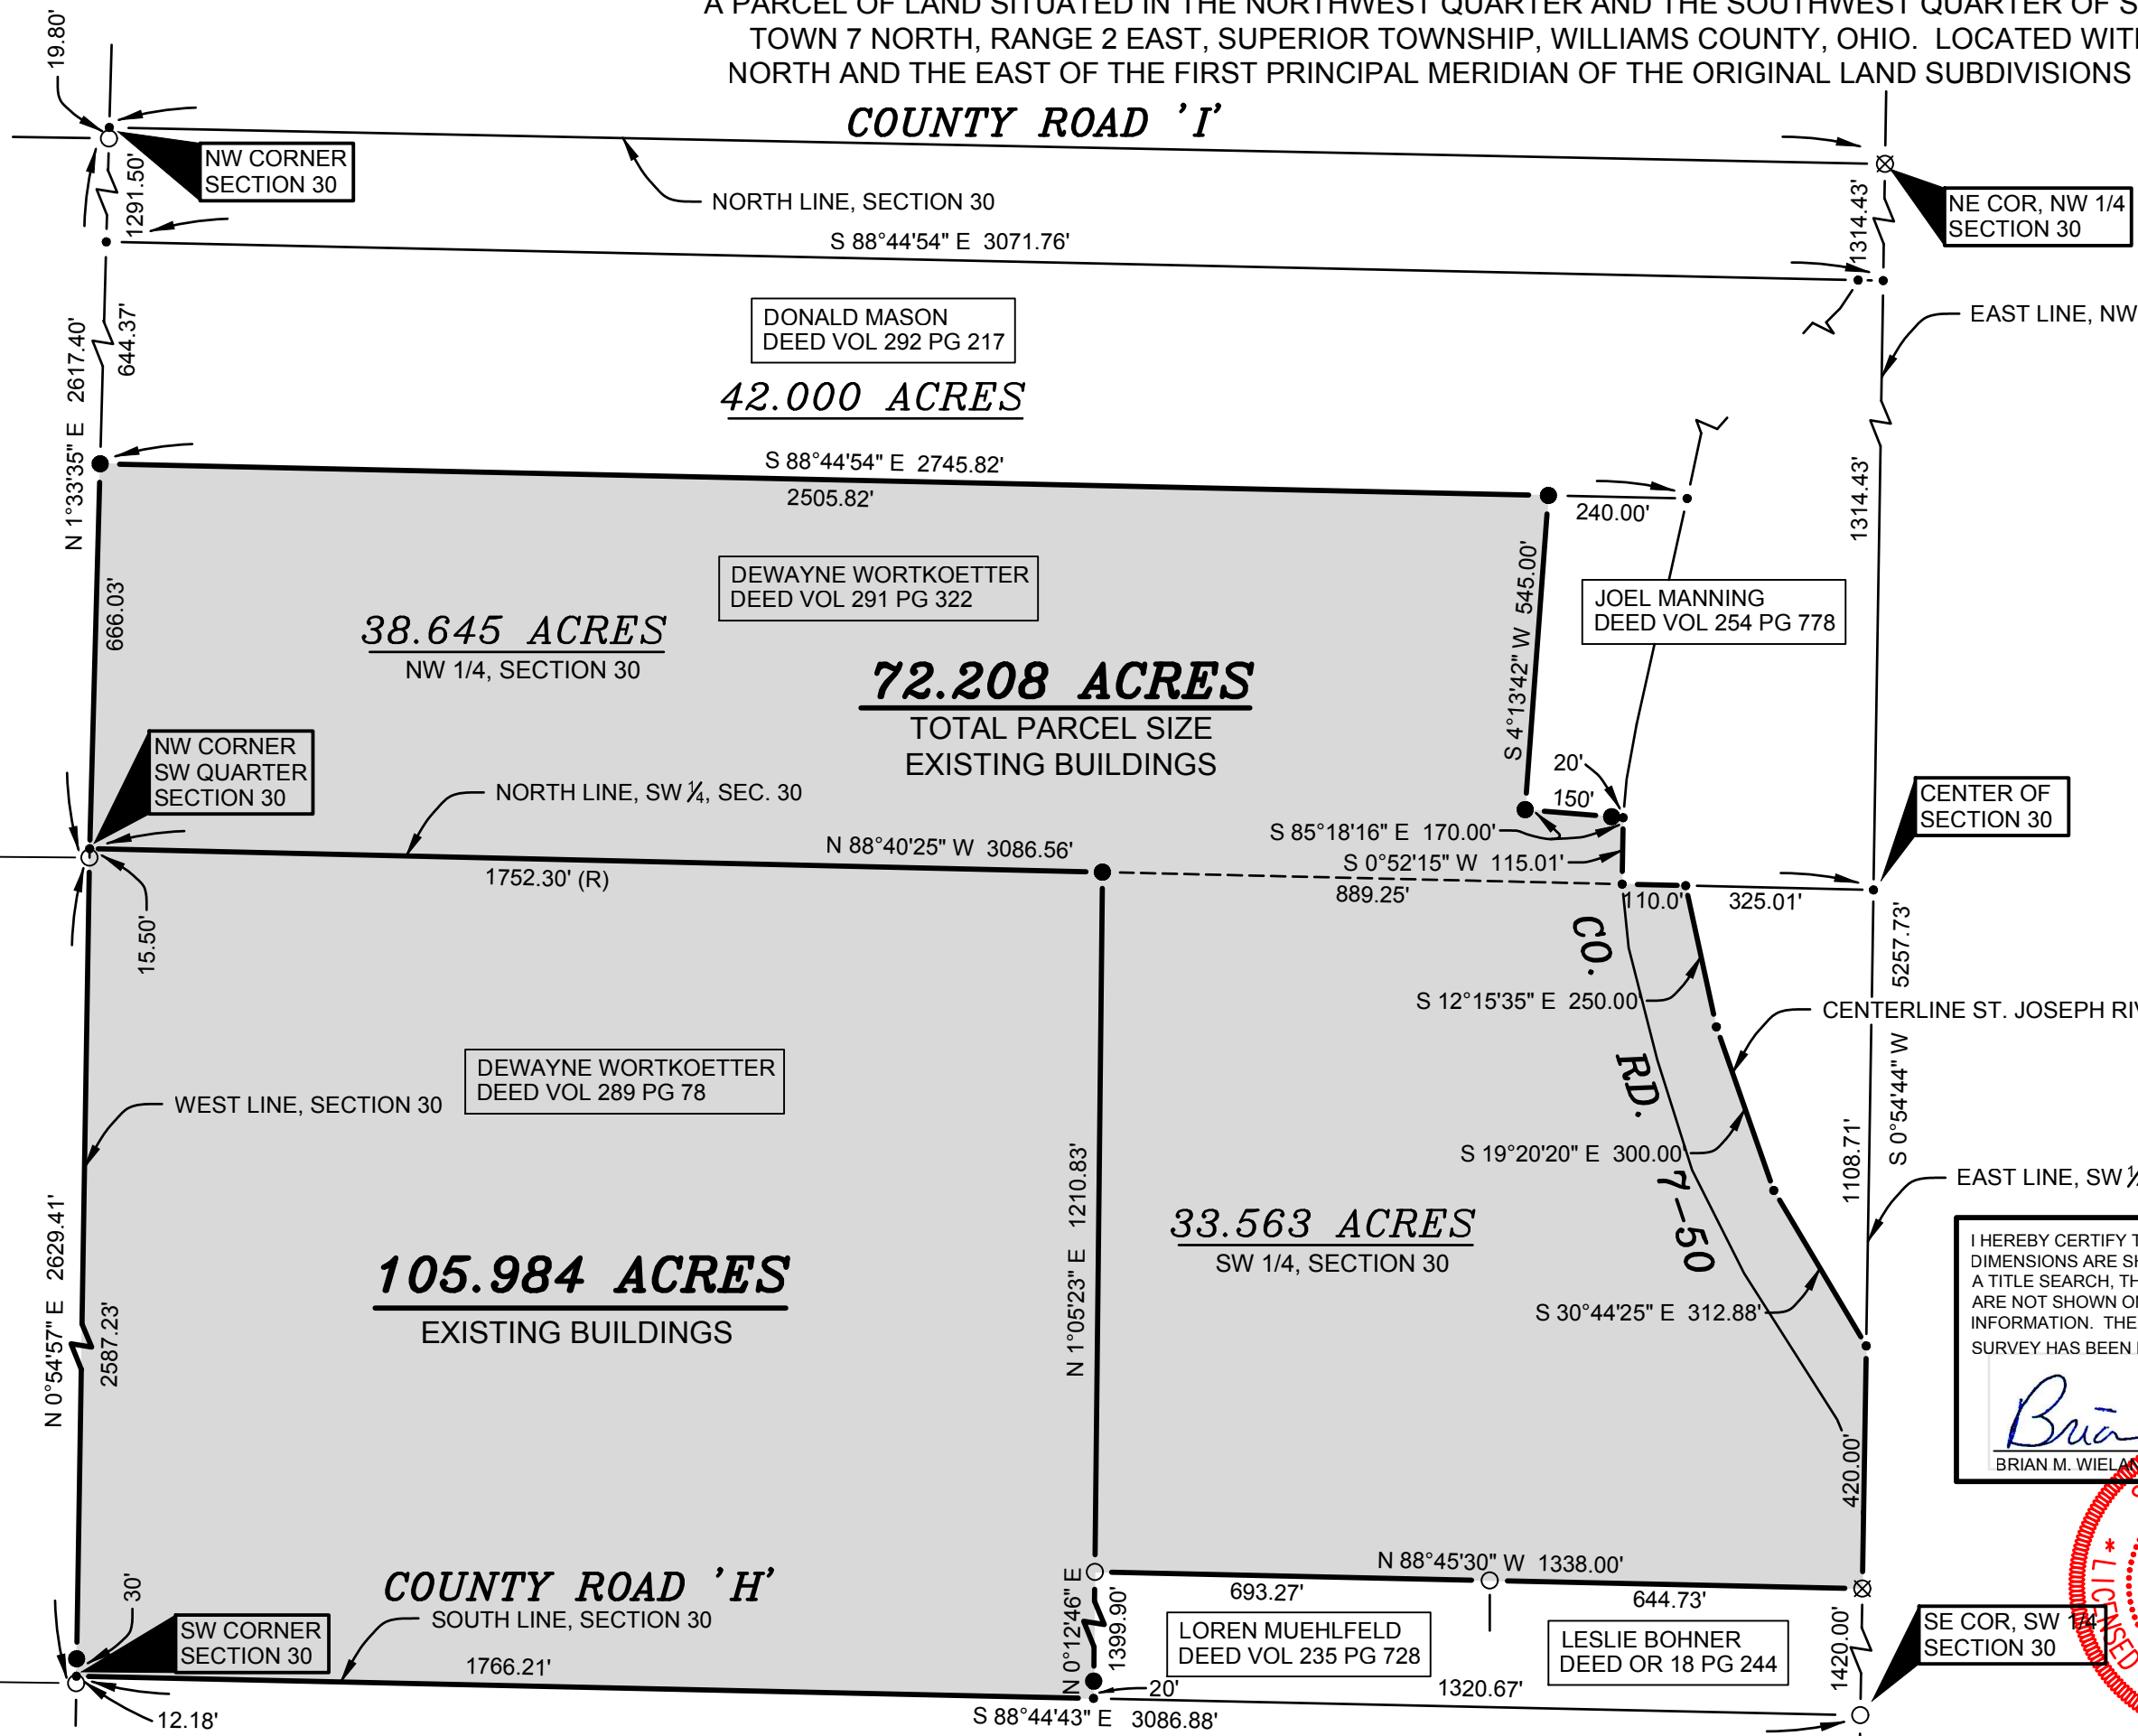 A PARCEL OF LAND SITUATED IN THE NORTHWEST QUARTER AND THE SOUTHWEST QUARTER OF
TOWN 7 NORTH, RANGE 2 EAST, SUPERIOR TOWNSHIP, WILLIAMS COUNTY, OHIO. LOCATED
NORTH AND THE EAST OF THE FIRST PRINCIPAL MERIDIAN OF THE ORIGINAL LAND SUBDIVISIONS
COUNTY ROAD 'I'
19.80'
NW CORNER
SECTION 30
1291.50'
NORTH LINE, SECTION 30
S 88°44'54" E 3071.76'
1314.43'
NE COR, NW 1/4
SECTION 30
EAST LINE, NW
DONALD MASON
DEED VOL 292 PG 217
42.000 ACRES
N 1°33'35" E 2617.40'
644.37'
S 88°44'54" E 2745.82'
2505.82'
240.00'
1314.43'
DEWAYNE WORTKOETTER
DEED VOL 291 PG 322
38.645 ACRES
NW 1/4, SECTION 30
666.03'
72.208 ACRES
TOTAL PARCEL SIZE
EXISTING BUILDINGS
S 4°13'42" W 545.00'
JOEL MANNING
DEED VOL 254 PG 778
NW CORNER
SW QUARTER
SECTION 30
NORTH LINE, SW ¼, SEC. 30
20'
150'
S 85°18'16" E 170.00'
S 0°52'15" W 115.01'
CENTER OF
SECTION 30
N 88°40'25" W 3086.56'
1752.30' (R)
889.25'
110.0'
325.01'
15.50'
CO. RD. 7-50
S 12°15'35" E 250.00'
CENTERLINE ST. JOSEPH
S 0°54'44" W 5257.73'
DEWAYNE WORTKOETTER
DEED VOL 289 PG 78
WEST LINE, SECTION 30
S 19°20'20" E 300.00'
1108.71'
EAST LINE, SW
N 1°05'23" E 1210.83'
33.563 ACRES
SW 1/4, SECTION 30
105.984 ACRES
EXISTING BUILDINGS
N 0°54'57" E 2629.41'
2587.23'
S 30°44'25" E 312.88'
I HEREBY CERTIFY
DIMENSIONS ARE
A TITLE SEARCH,
ARE NOT SHOWN
INFORMATION.
SURVEY HAS BEEN
Brian
BRIAN M.
420.00'
N 88°45'30" W 1338.00'
693.27'
644.73'
COUNTY ROAD 'H'
SOUTH LINE, SECTION 30
30'
SW CORNER
SECTION 30
1766.21'
N 0°12'46" E
1399.90'
LOREN MUEHLFELD
DEED VOL 235 PG 728
LESLIE BOHNER
DEED OR 18 PG 244
1420.00'
SE COR, SW 1/4
SECTION 30
* LICENSED
20'
1320.67'
12.18'
S 88°44'43" E 3086.88'